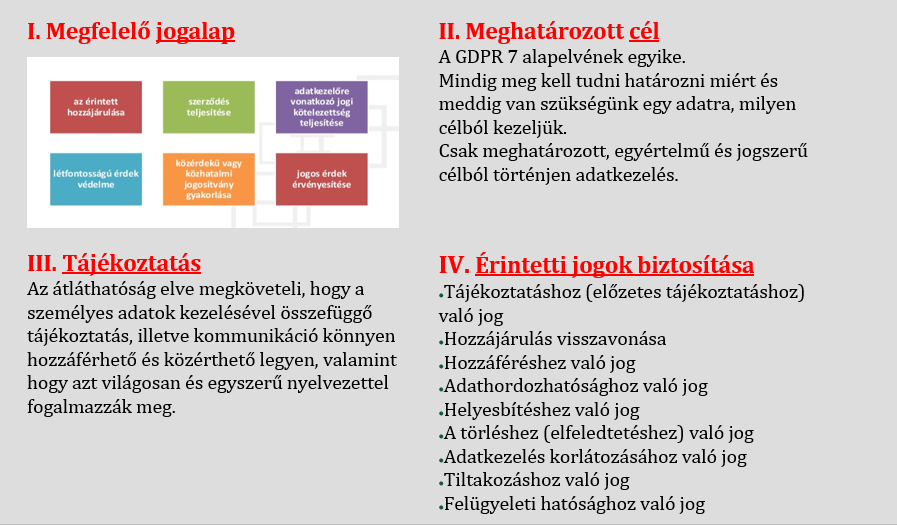 I. Megfelelő jogalap
az érintett
hozzájárulása
szerződés
teljesítése
adatkezelőre
vonatkozó jogi
kötelezettség
teljesítése
létfontosságú érdek
védelme
közérdekű vagy
közhatalmi
jogosítvány
gyakorlása
jogos érdek
érvényesítése
II. Meghatározott cél
A GDPR 7 alapelvének egyike.
Mindig meg kell tudni határozni miért és
meddig van szükségünk egy adatra, milyen
célból kezeljük.
Csak meghatározott, egyértelmű és jogszerű
célból történjen adatkezelés.
III. Tájékoztatás
Az átláthatóság elve megköveteli, hogy a
személyes adatok kezelésével összefüggő
tájékoztatás, illetve kommunikáció könnyen
hozzáférhető és közérthető legyen, valamint
hogy azt világosan és egyszerű nyelvezettel
fogalmazzák meg.
IV. Érintetti jogok biztosítása
•Tájékoztatáshoz (előzetes tájékoztatáshoz)
való jog
•Hozzájárulás visszavonása
•Hozzáféréshez való jog
•Adathordozhatósághoz való jog
•Helyesbítéshez való jog
•A törléshez (elfeledtetéshez) való jog
•Adatkezelés korlátozásához való jog
•Tiltakozáshoz való jog
•Felügyeleti hatósághoz való jog